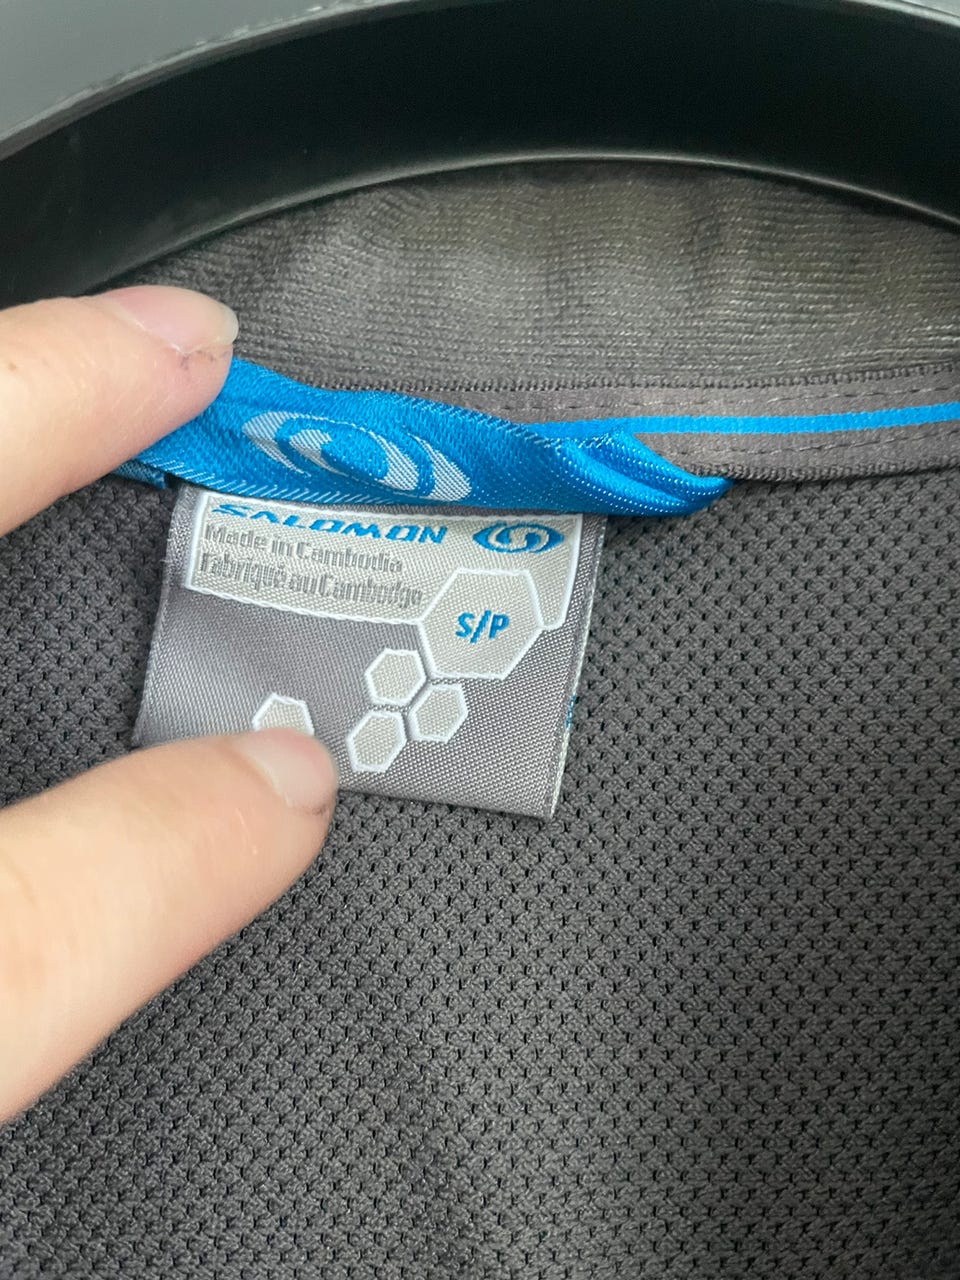 SALOMON
Made in Cambodia
Fabriqué au Cambodge
S/P